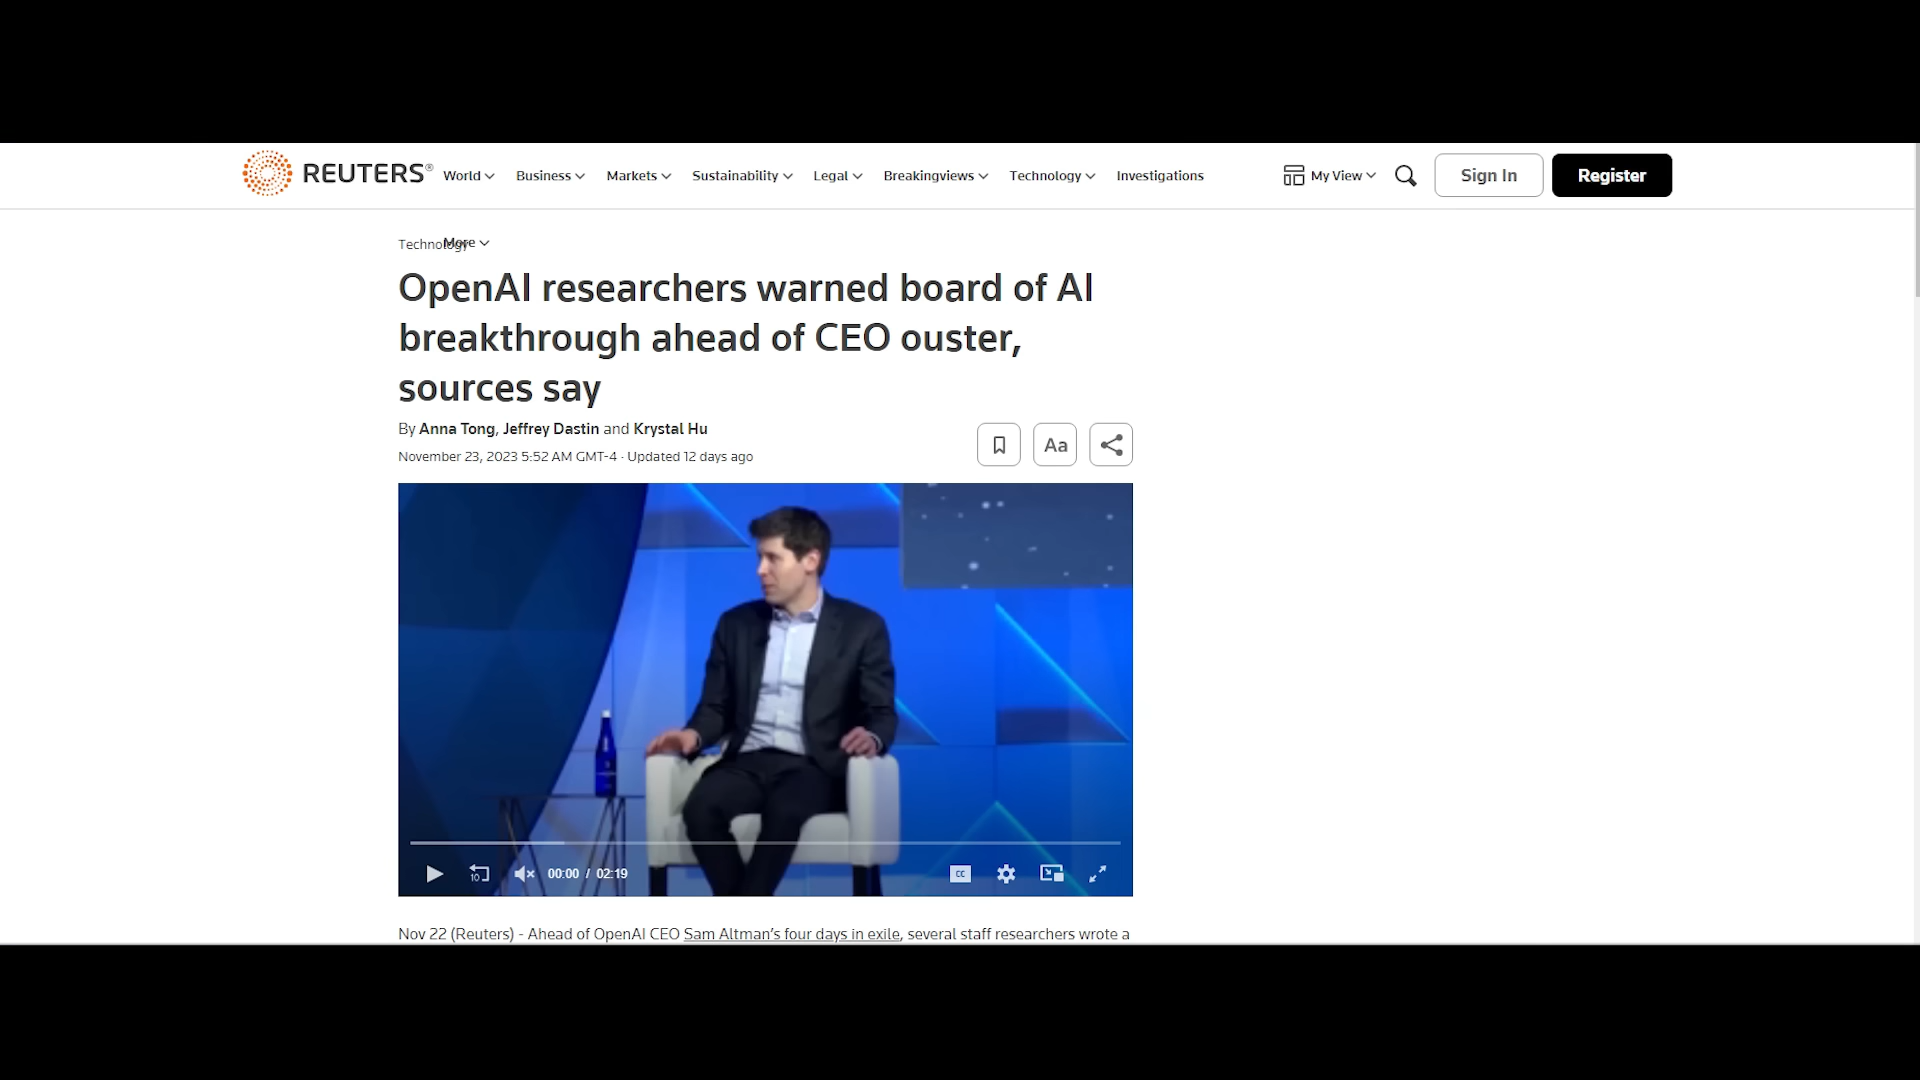 REUTERS®
World
Business
Markets
Sustainability
Legal
Breakingviews
Technology
Investigations
My View
Sign In
Register
Technology
More
OpenAI researchers warned board of AI
breakthrough ahead of CEO ouster,
sources say
By Anna Tong, Jeffrey Dastin and Krystal Hu
November 23, 2023 5:52 AM GMT-4 · Updated 12 days ago
Aa
10
00:00 / 02:19
CC
Nov 22 (Reuters) - Ahead of OpenAI CEO Sam Altman's four days in exile, several staff researchers wrote a